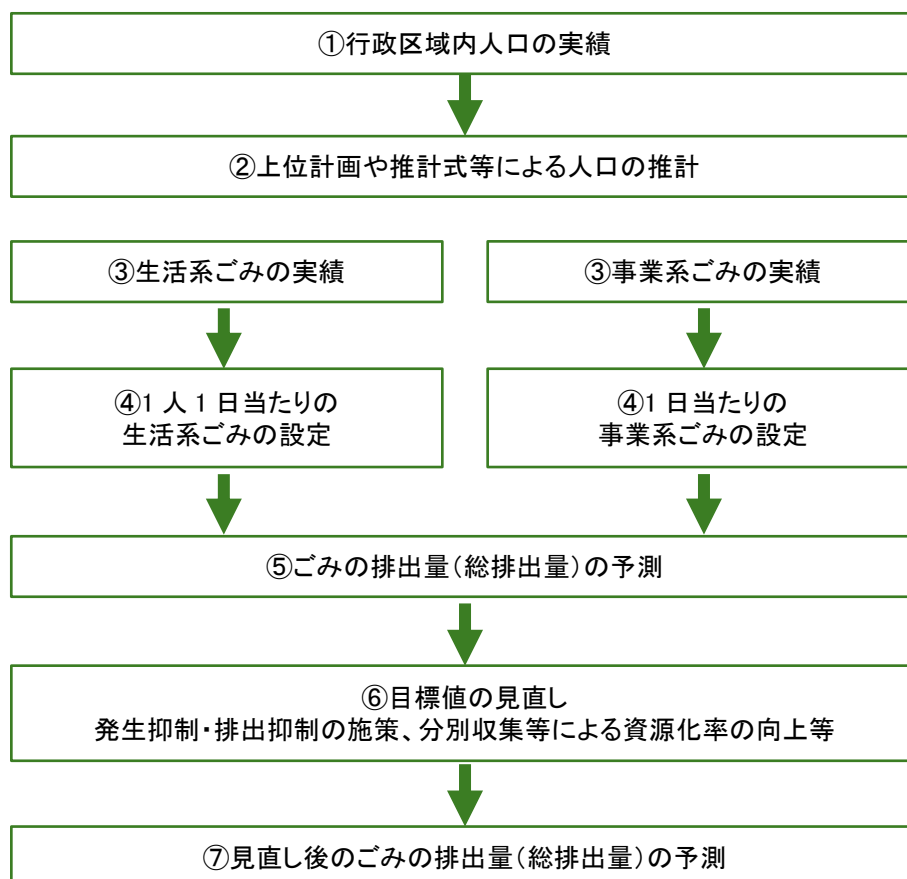 ①行政区域内人口の実績
②上位計画や推計式等による人口の推計
③生活系ごみの実績
③事業系ごみの実績
④1 人 1 日当たりの
生活系ごみの設定
④1 日当たりの
事業系ごみの設定
⑤ごみの排出量(総排出量)の予測
⑥目標値の見直し
発生抑制・排出抑制の施策、分別収集等による資源化率の向上等
⑦見直し後のごみの排出量(総排出量)の予測